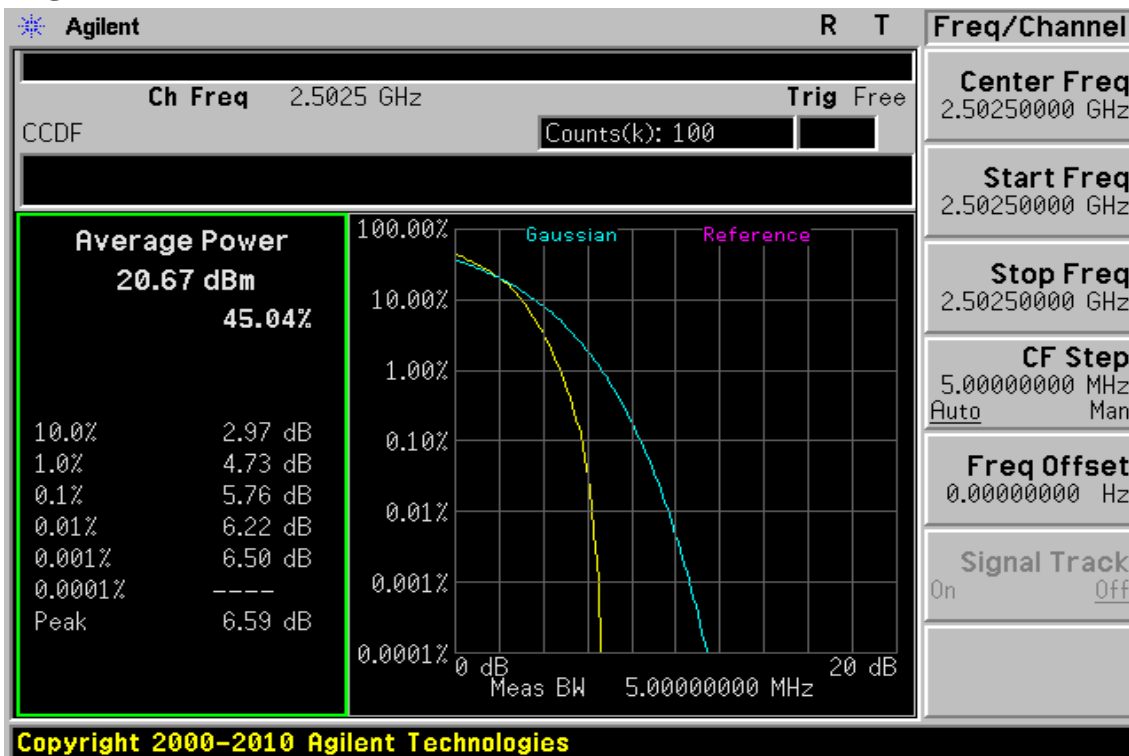 Agilent R T
Ch Freq 2.5025 GHz Trig Free
CCDF Counts(k): 100
Average Power
20.67 dBm
45.04%
10.0% 2.97 dB
1.0% 4.73 dB
0.1% 5.76 dB
0.01% 6.22 dB
0.001% 6.50 dB
0.0001% ----
Peak 6.59 dB
Gaussian Reference
100.00%
10.00%
1.00%
0.10%
0.01%
0.001%
0.0001%
0 dB 20 dB
Meas BW 5.00000000 MHz
Freq/Channel
Center Freq
2.50250000 GHz
Start Freq
2.50250000 GHz
Stop Freq
2.50250000 GHz
CF Step
5.00000000 MHz
Auto Man
Freq Offset
0.00000000 Hz
Signal Track
On Off
Copyright 2000-2010 Agilent Technologies